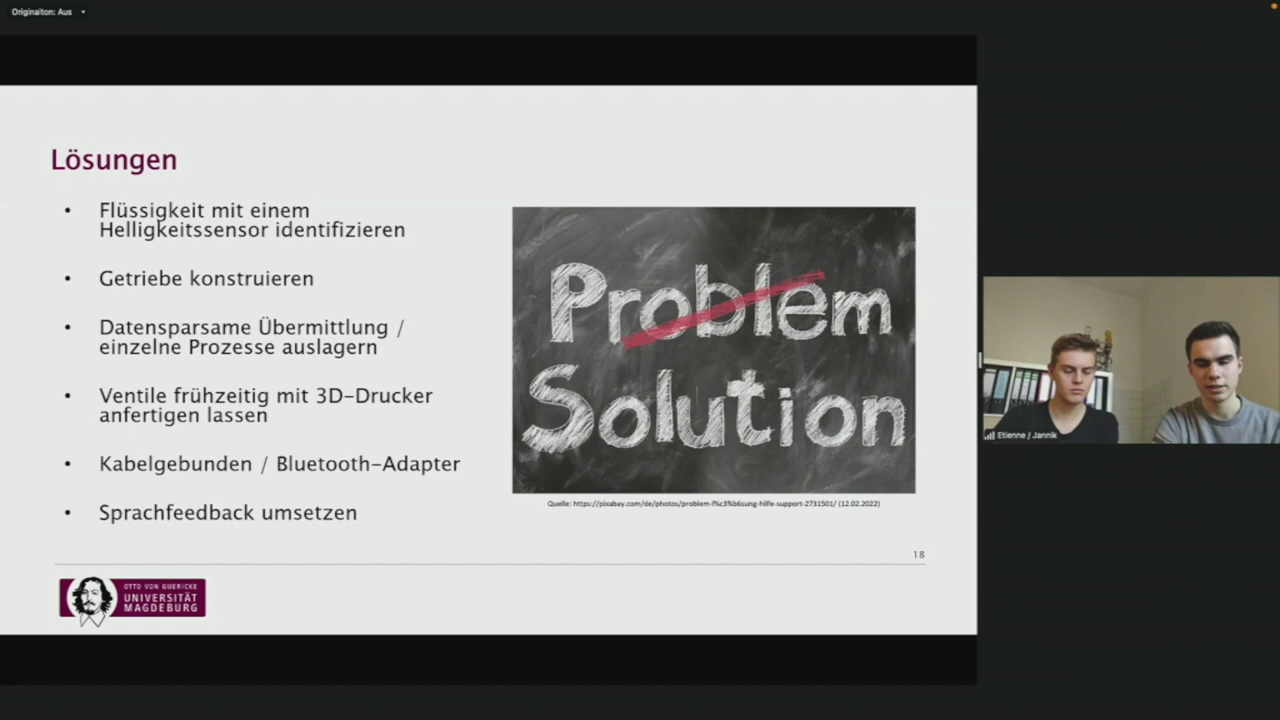 Originalton: Aus
Lösungen
• Flüssigkeit mit einem
Helligkeitssensor identifizieren
• Getriebe konstruieren
• Datensparsame Übermittlung /
einzelne Prozesse auslagern
• Ventile frühzeitig mit 3D-Drucker
anfertigen lassen
• Kabelgebunden / Bluetooth-Adapter
• Sprachfeedback umsetzen
Problem
Solution
Quelle: https://pixabay.com/de/photos/problem-l%c3%b6sung-hilfe-support-2731501/ (12.02.2022)
18
OTTO VON GUERICKE
UNIVERSITÄT
MAGDEBURG
Etienne / Jannik